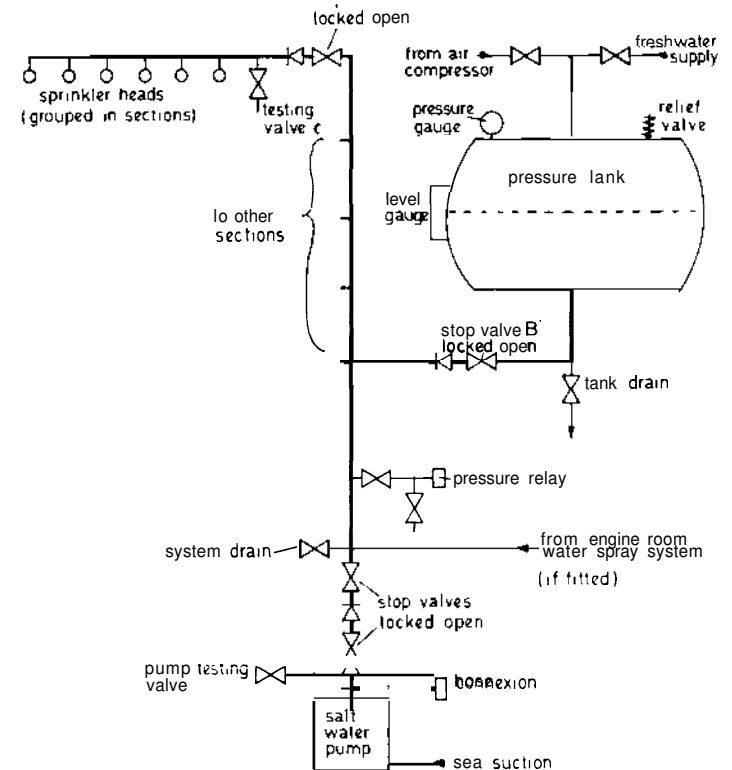 locked open
from air
compressor
freshwater
supply
sprinkler heads
(grouped in sections)
testing
valve c
pressure
gauge
relief
valve
pressure lank
level
gauge
lo other
sections
stop valve B
locked open
tank drain
pressure relay
system drain
from engine room
water spray system
(if fitted)
stop valves
locked open
pump testing
valve
connexion
salt
water
pump
sea suction